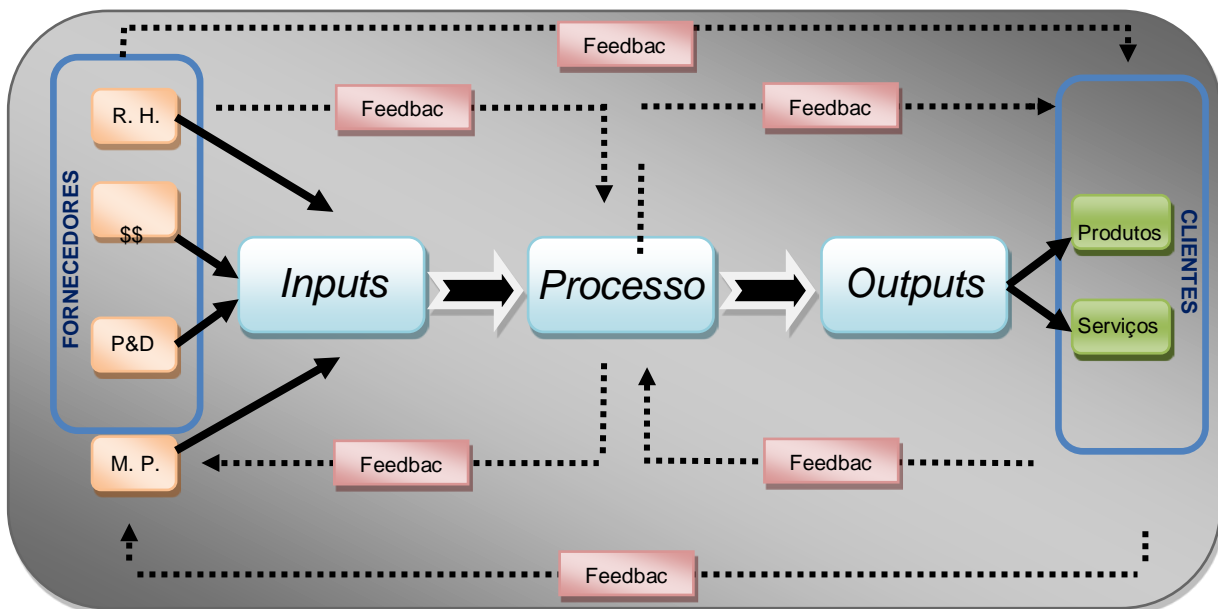 Feedbac
Feedbac
Feedbac
R. H.
FORNECEDORES
$$
P&D
M. P.
Inputs
Processo
Outputs
Produtos
Serviços
CLIENTES
Feedbac
Feedbac
Feedbac